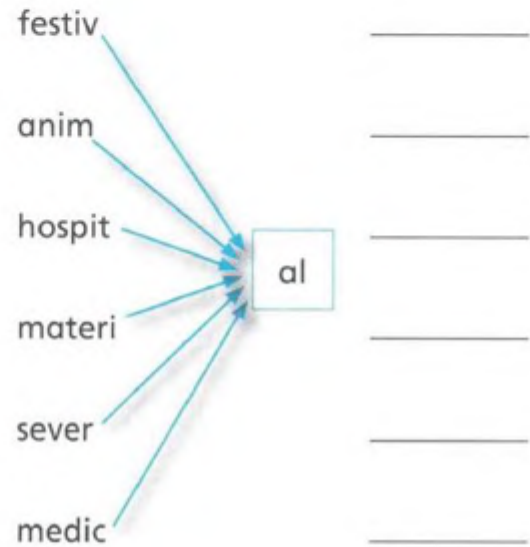 festiv
anim
hospit
al
materi
sever
medic